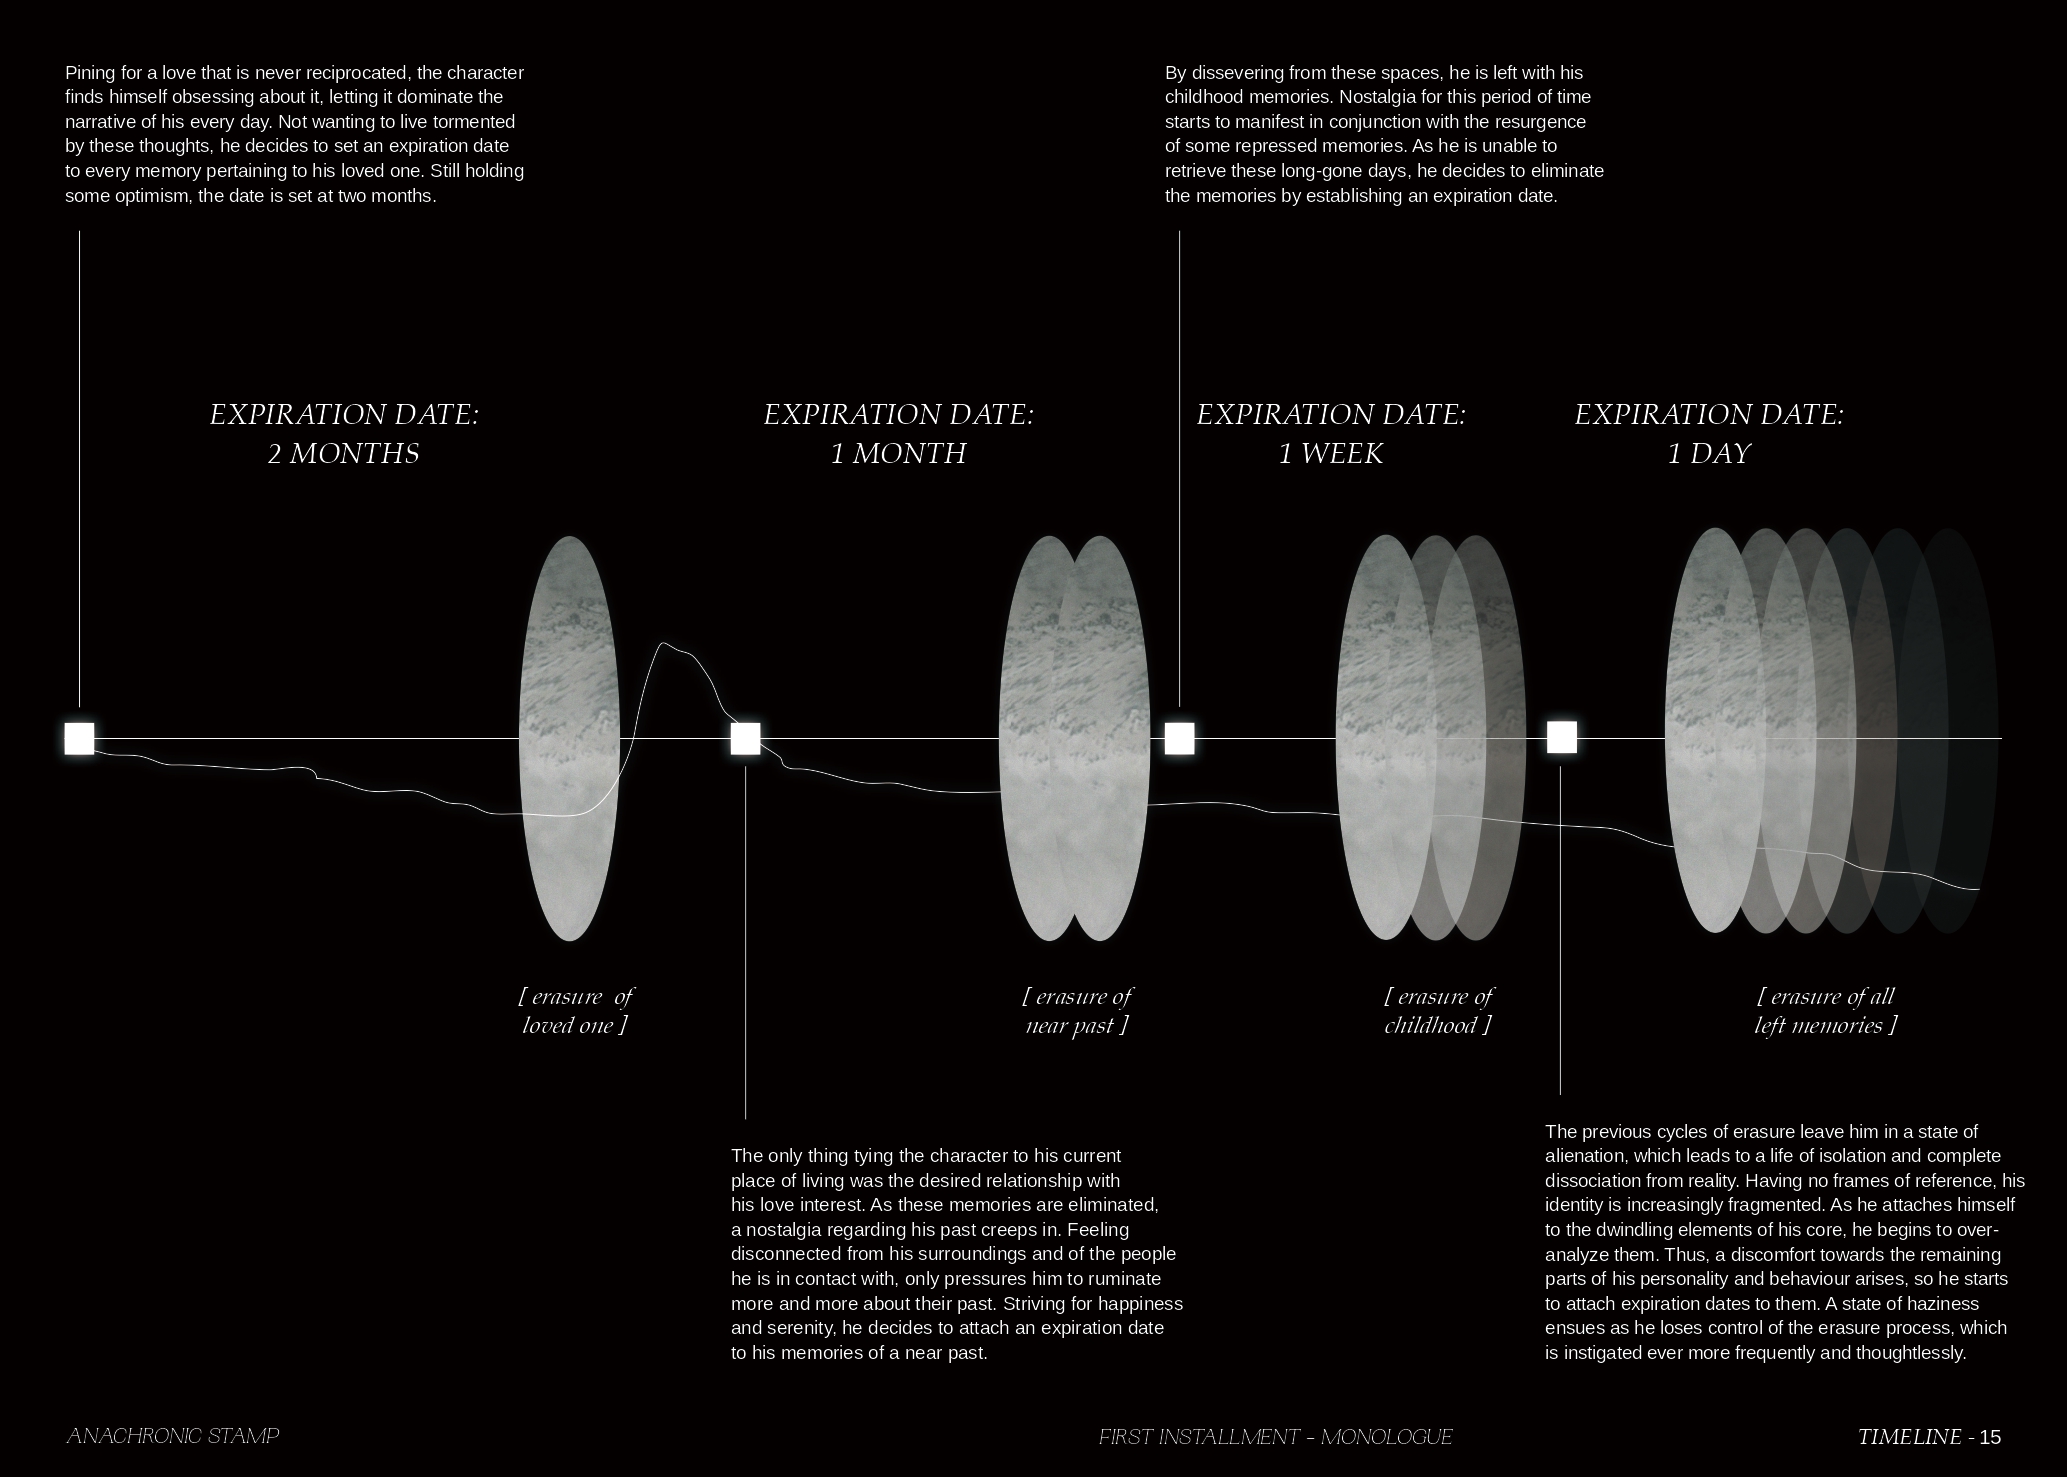 Pining for a love that is never reciprocated, the character
finds himself obsessing about it, letting it dominate the
narrative of his every day. Not wanting to live tormented
by these thoughts, he decides to set an expiration date
to every memory pertaining to his loved one. Still holding
some optimism, the date is set at two months.
By dissevering from these spaces, he is left with his
childhood memories. Nostalgia for this period of time
starts to manifest in conjunction with the resurgence
of some repressed memories. As he is unable to
retrieve these long-gone days, he decides to eliminate
the memories by establishing an expiration date.
EXPIRATION DATE:
2 MONTHS
EXPIRATION DATE:
1 MONTH
EXPIRATION DATE:
1 WEEK
EXPIRATION DATE:
1 DAY
[ erasure of
loved one ]
[ erasure of
near past ]
[ erasure of
childhood ]
[ erasure of all
left memories ]
The only thing tying the character to his current
place of living was the desired relationship with
his love interest. As these memories are eliminated,
a nostalgia regarding his past creeps in. Feeling
disconnected from his surroundings and of the people
he is in contact with, only pressures him to ruminate
more and more about their past. Striving for happiness
and serenity, he decides to attach an expiration date
to his memories of a near past.
The previous cycles of erasure leave him in a state of
alienation, which leads to a life of isolation and complete
dissociation from reality. Having no frames of reference, his
identity is increasingly fragmented. As he attaches himself
to the dwindling elements of his core, he begins to over-
analyze them. Thus, a discomfort towards the remaining
parts of his personality and behaviour arises, so he starts
to attach expiration dates to them. A state of haziness
ensues as he loses control of the erasure process, which
is instigated ever more frequently and thoughtlessly.
ANACHRONIC STAMP
FIRST INSTALLMENT - MONOLOGUE
TIMELINE - 15